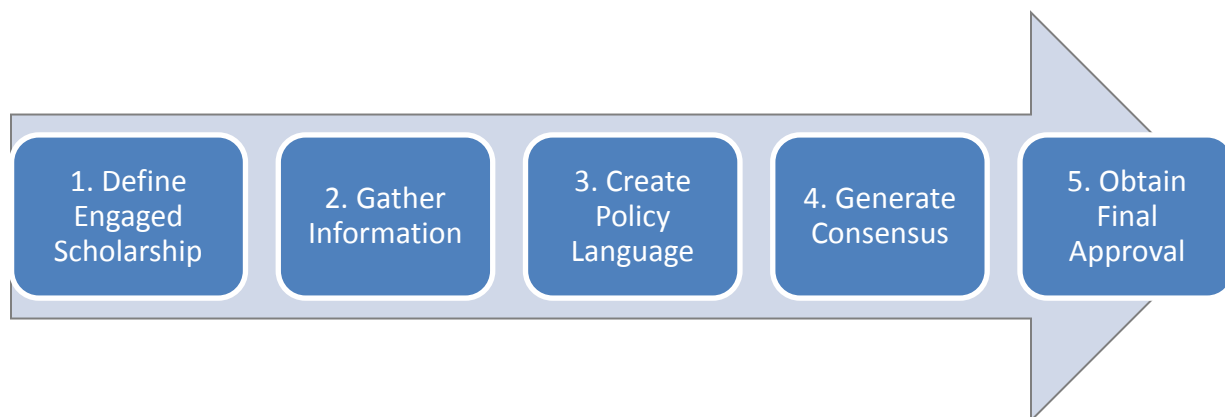 1. Define
Engaged
Scholarship
2. Gather
Information
3. Create
Policy
Language
4. Generate
Consensus
5. Obtain
Final
Approval